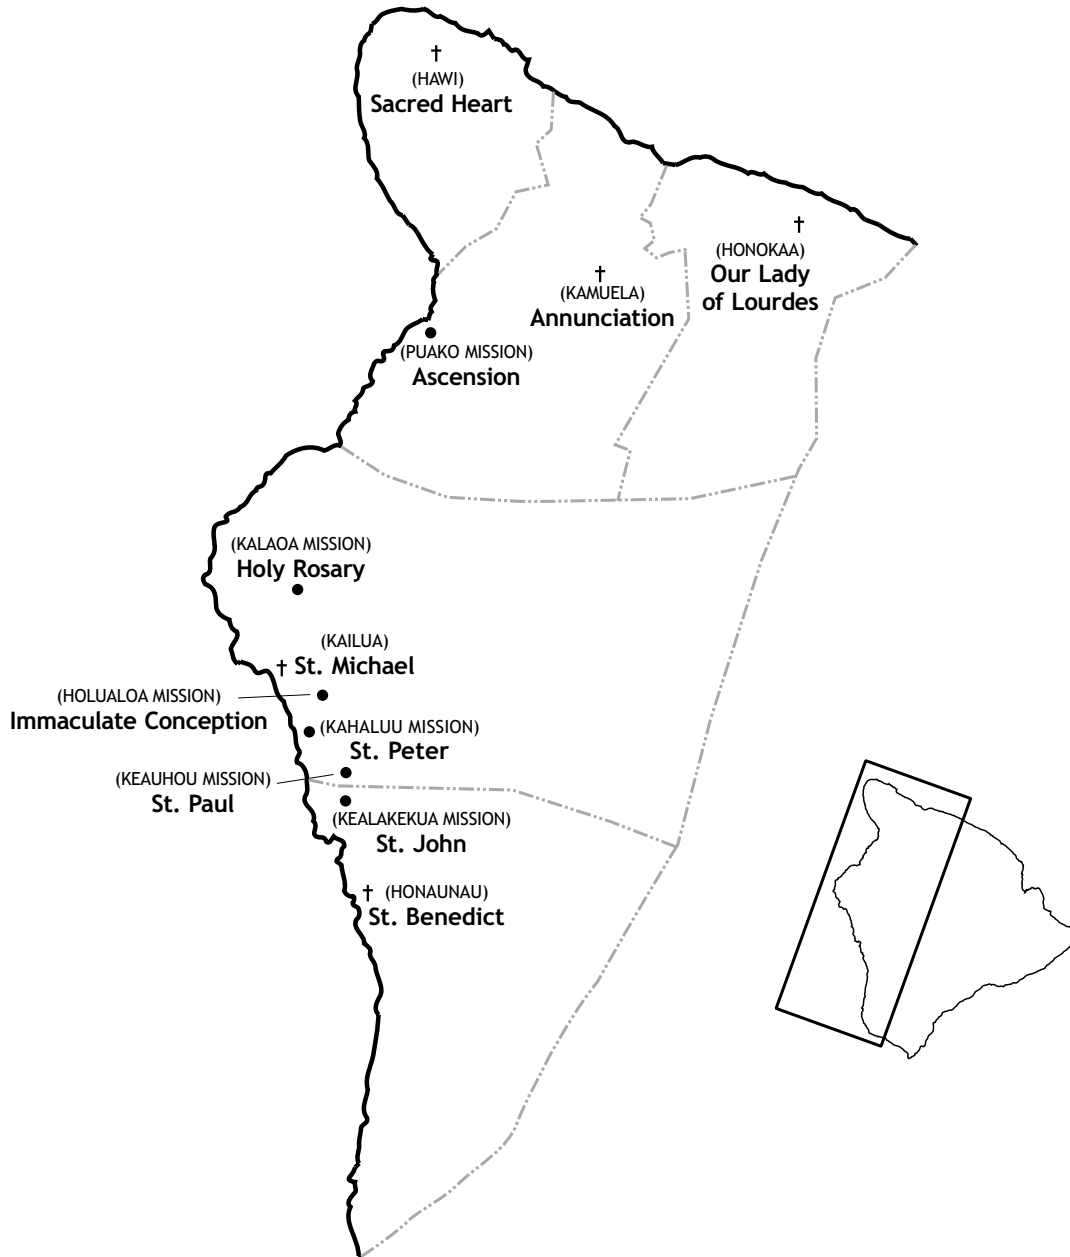 (HAWI)
Sacred Heart
(HONOKAA)
Our Lady
of Lourdes
(KAMUELA)
Annunciation
(PUAKO MISSION)
Ascension
(KALAOA MISSION)
Holy Rosary
(KAILUA)
St. Michael
(HOLUALOA MISSION)
Immaculate Conception
(KAHALUU MISSION)
St. Peter
(KEAUHOU MISSION)
St. Paul
(KEALAKEKUA MISSION)
St. John
(HONAUNAU)
St. Benedict